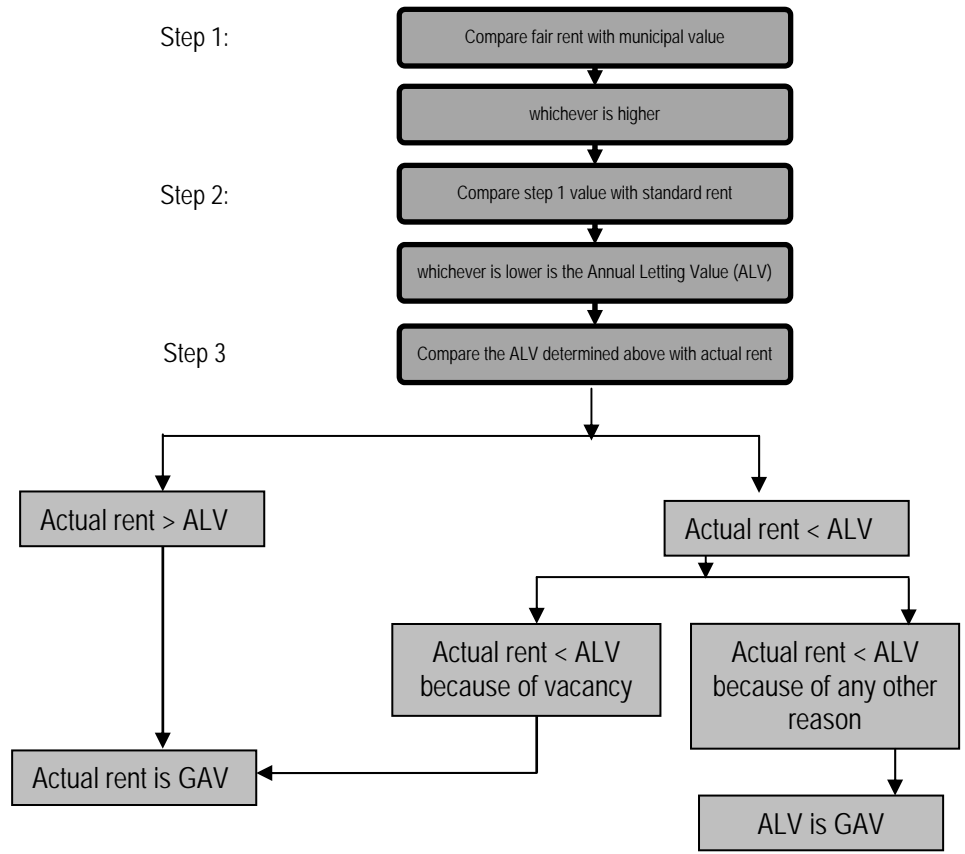 Step 1:
Compare fair rent with municipal value
whichever is higher
Step 2:
Compare step 1 value with standard rent
whichever is lower is the Annual Letting Value (ALV)
Step 3
Compare the ALV determined above with actual rent
Actual rent > ALV
Actual rent < ALV
Actual rent < ALV
because of vacancy
Actual rent < ALV
because of any other
reason
Actual rent is GAV
ALV is GAV